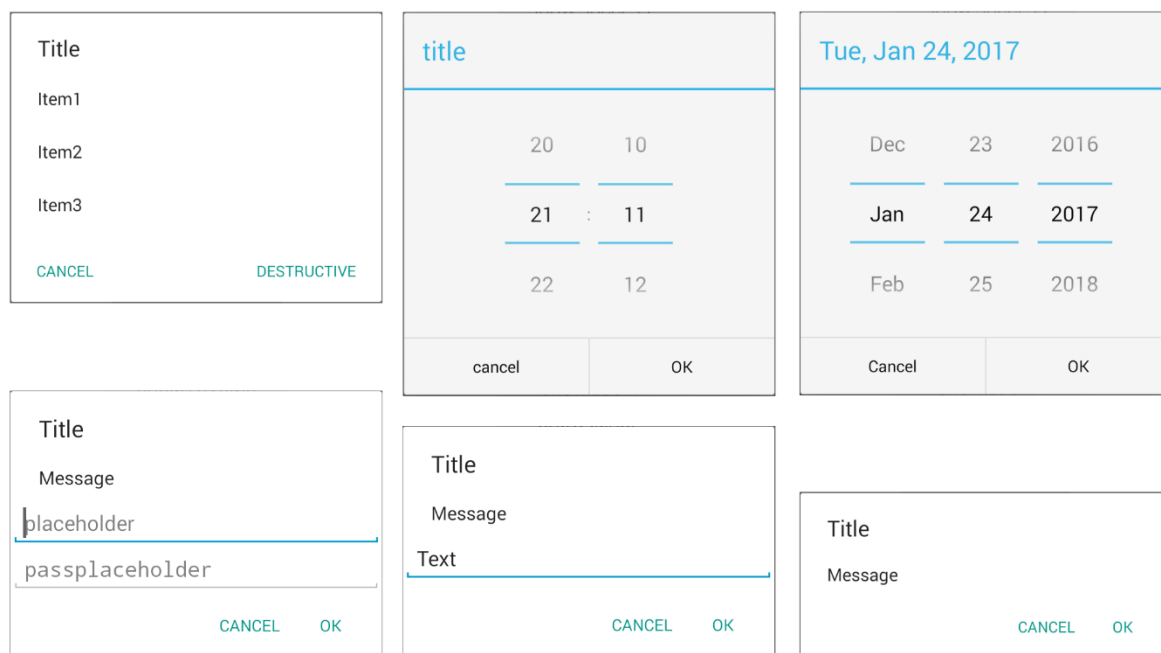 Title
Item1
Item2
Item3
CANCEL DESTRUCTIVE
title
20 10
21 : 11
22 12
cancel OK
Tue, Jan 24, 2017
Dec 23 2016
Jan 24 2017
Feb 25 2018
Cancel OK
Title
Message
placeholder
passplaceholder
CANCEL OK
Title
Message
Text
CANCEL OK
Title
Message
CANCEL OK